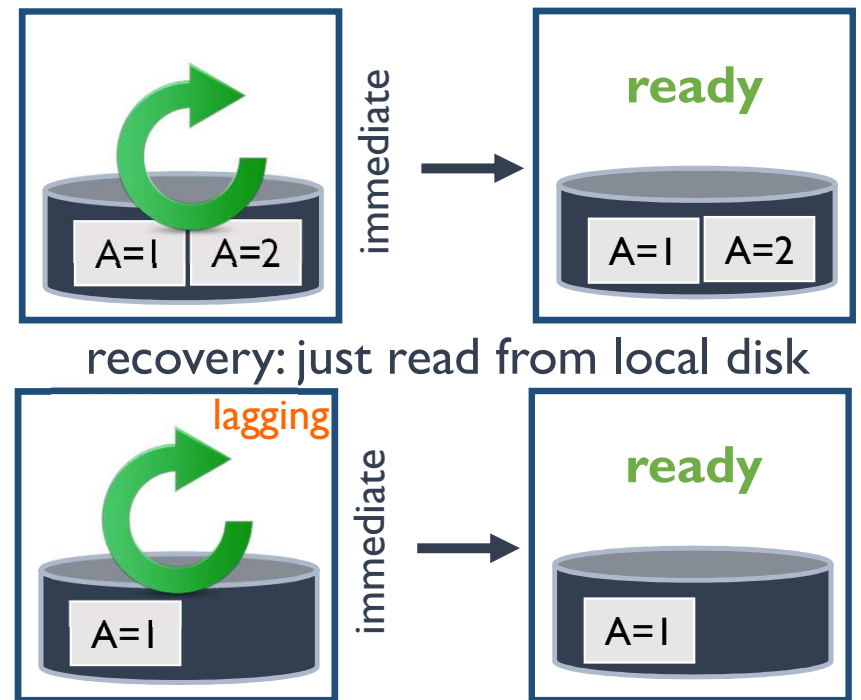 immediate
ready
A=1
A=2
A=1
A=2
recovery: just read from local disk
lagging
immediate
ready
A=1
A=1